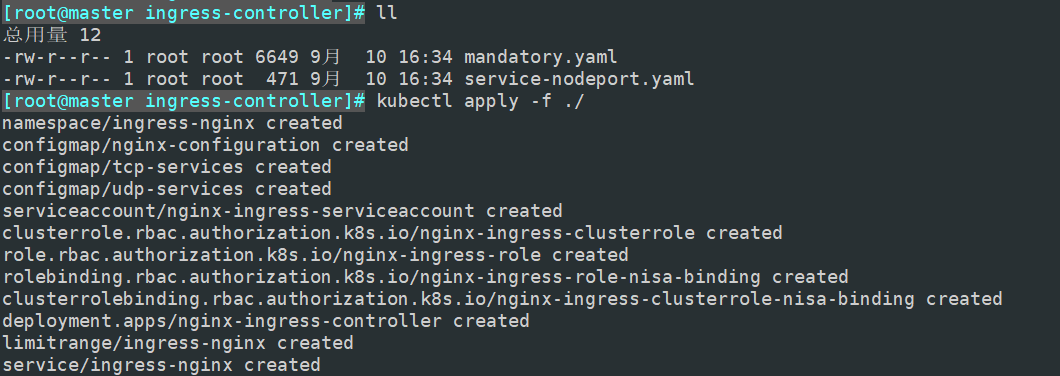 [root@master ingress-controller]# ll
总用量 12
-rw-r--r-- 1 root root 6649 9月  10 16:34 mandatory.yaml
-rw-r--r-- 1 root root  471 9月  10 16:34 service-nodeport.yaml
[root@master ingress-controller]# kubectl apply -f ./
namespace/ingress-nginx created
configmap/nginx-configuration created
configmap/tcp-services created
configmap/udp-services created
serviceaccount/nginx-ingress-serviceaccount created
clusterrole.rbac.authorization.k8s.io/nginx-ingress-clusterrole created
role.rbac.authorization.k8s.io/nginx-ingress-role created
rolebinding.rbac.authorization.k8s.io/nginx-ingress-role-nisa-binding created
clusterrolebinding.rbac.authorization.k8s.io/nginx-ingress-clusterrole-nisa-binding created
deployment.apps/nginx-ingress-controller created
limitrange/ingress-nginx created
service/ingress-nginx created